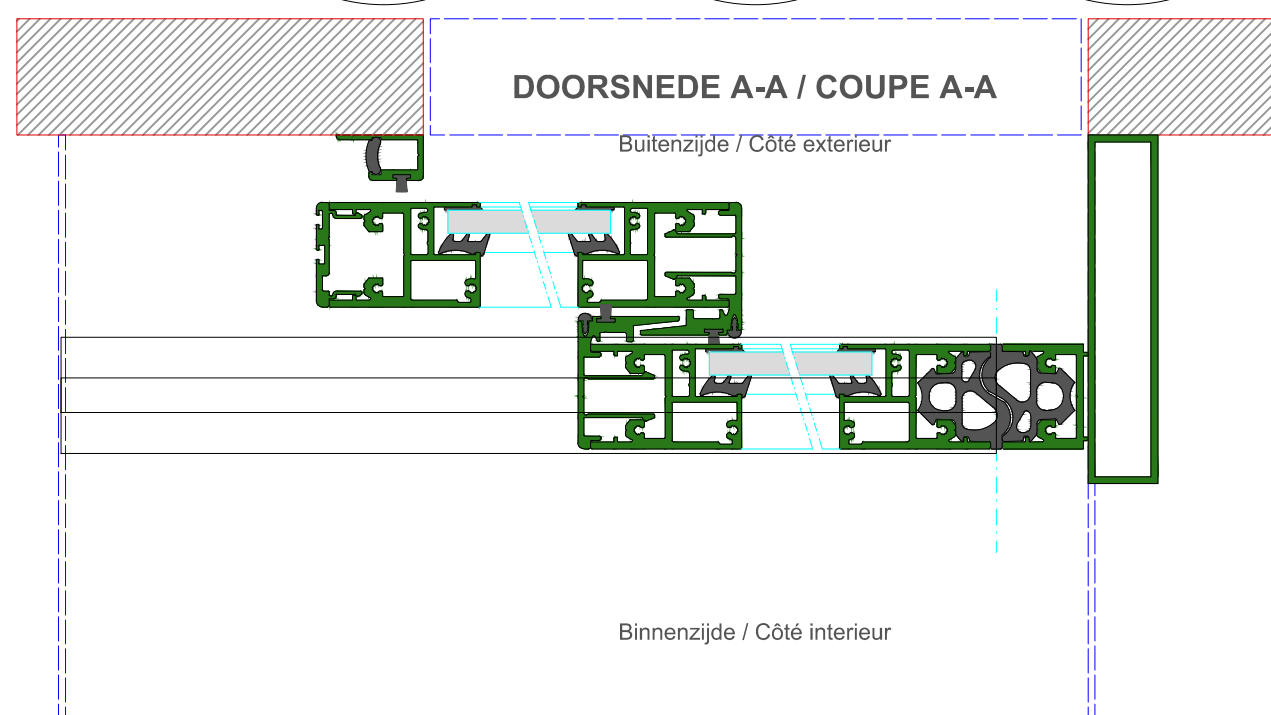 DOORSNEDE A-A / COUPE A-A
Buitenzijde / Côté exterieur
Binnenzijde / Côté interieur